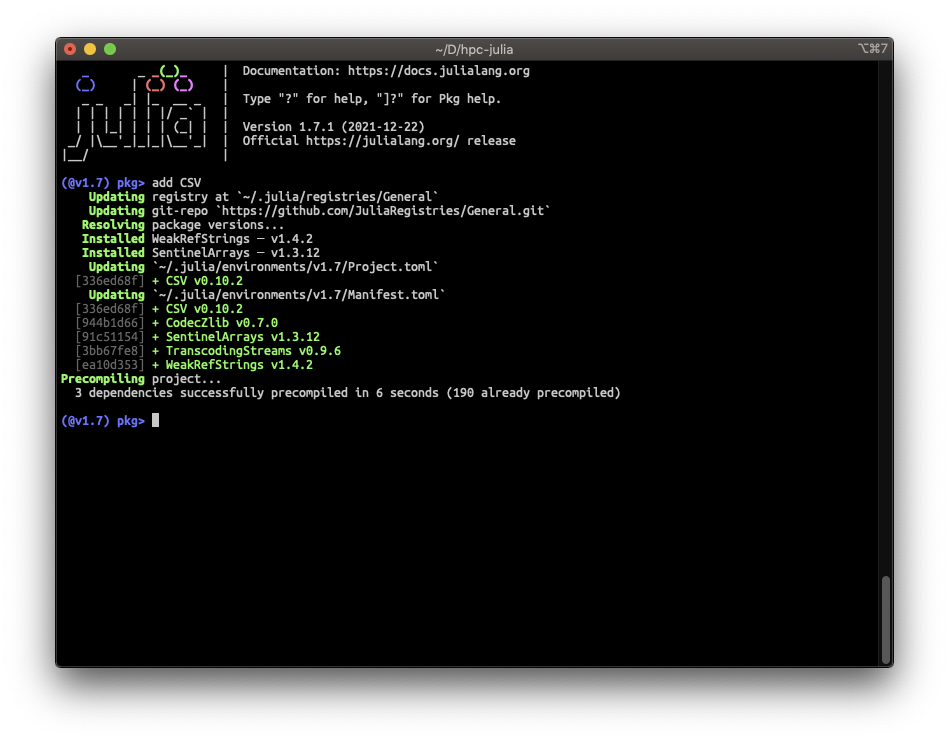 ~/D/hpc-julia
⌥⌘7
Documentation: https://docs.julialang.org
Type "?" for help, "]?" for Pkg help.
Version 1.7.1 (2021-12-22)
Official https://julialang.org/ release
(@v1.7) pkg> add CSV
Updating registry at `~/.julia/registries/General`
Updating git-repo `https://github.com/JuliaRegistries/General.git`
Resolving package versions...
Installed WeakRefStrings ─ v1.4.2
Installed SentinelArrays ─ v1.3.12
Updating `~/.julia/environments/v1.7/Project.toml`
[336ed68f] + CSV v0.10.2
Updating `~/.julia/environments/v1.7/Manifest.toml`
[336ed68f] + CSV v0.10.2
[944b1d66] + CodecZlib v0.7.0
[91c51154] + SentinelArrays v1.3.12
[3bb67fe8] + TranscodingStreams v0.9.6
[ea10d353] + WeakRefStrings v1.4.2
Precompiling project...
3 dependencies successfully precompiled in 6 seconds (190 already precompiled)
(@v1.7) pkg>